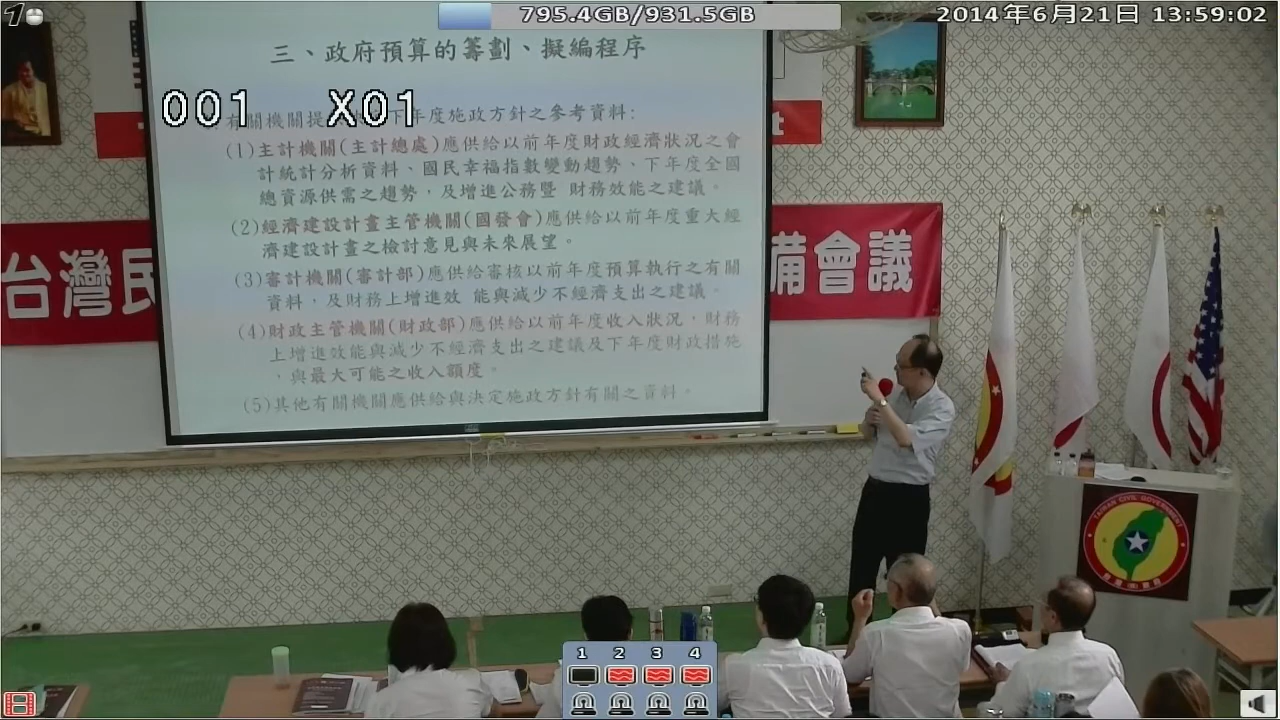 795.4GB/931.5GB
2014年6月21日 13:59:02
三、政府預算的籌劃、擬編程序
001 X01
有關機關提 下年度施政方針之參考資料:
(1)主計機關(主計總處)應供給以前年度財政經濟狀況之會
計統計分析資料、國民幸福指數變動趨勢、下年度全國
總資源供需之趨勢，及增進公務暨 財務效能之建議。
(2)經濟建設計畫主管機關(國發會)應供給以前年度重大經
濟建設計畫之檢討意見與未來展望。
(3)審計機關(審計部)應供給審核以前年度預算執行之有關
資料，及財務上增進效 能與減少不經濟支出之建議。
(4)財政主管機關(財政部)應供給以前年度收入狀況，財務
上增進效能與減少不經濟支出之建議及下年度財政措施
，與最大可能之收入額度。
(5)其他有關機關應供給與決定施政方針有關之資料。
台灣民
備會議
t
TAIWAN CIVIL GOVERNMENT
1 2 3 4